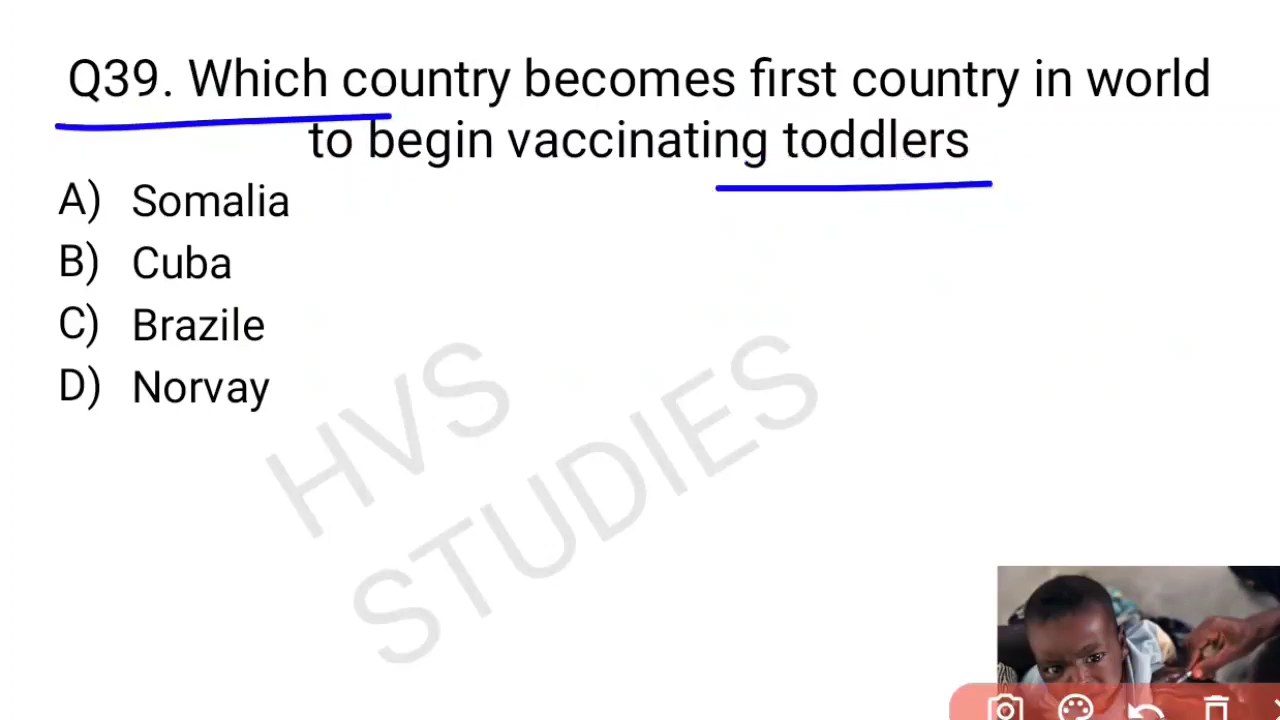 Q39. Which country becomes first country in world
to begin vaccinating toddlers
A) Somalia
B) Cuba
C) Brazile
D) Norvay
HVS
STUDIES